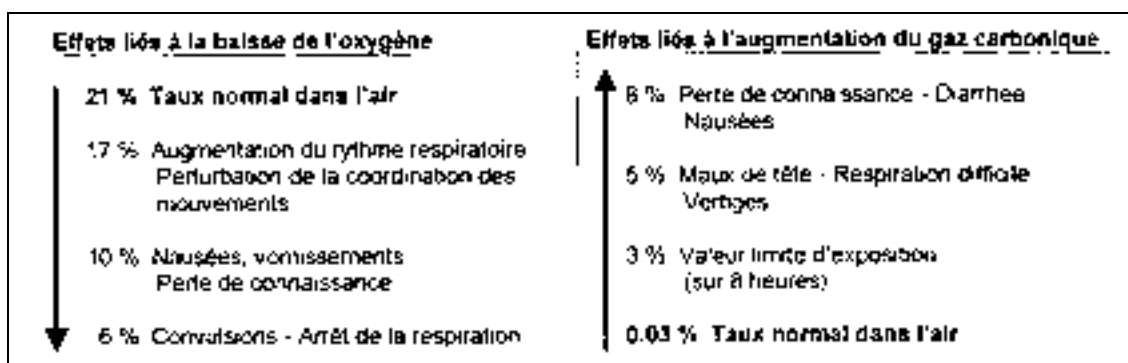 Effets liés à la baisse de l'oxygène
21 % Taux normal dans l'air
17 % Augmentation du rythme respiratoire
Perturbation de la coordination des
mouvements
10 % Nausées, vomissements
Perte de connaissance
6 % Convulsions - Arrêt de la respiration
Effets liés à l'augmentation du gaz carbonique
8 % Perte de connaissance - Diarrhea
Nausées
5 % Maux de tête - Respiration difficile
Vertiges
3 % Valeur limite d'exposition
(sur 8 heures)
0.03 % Taux normal dans l'air